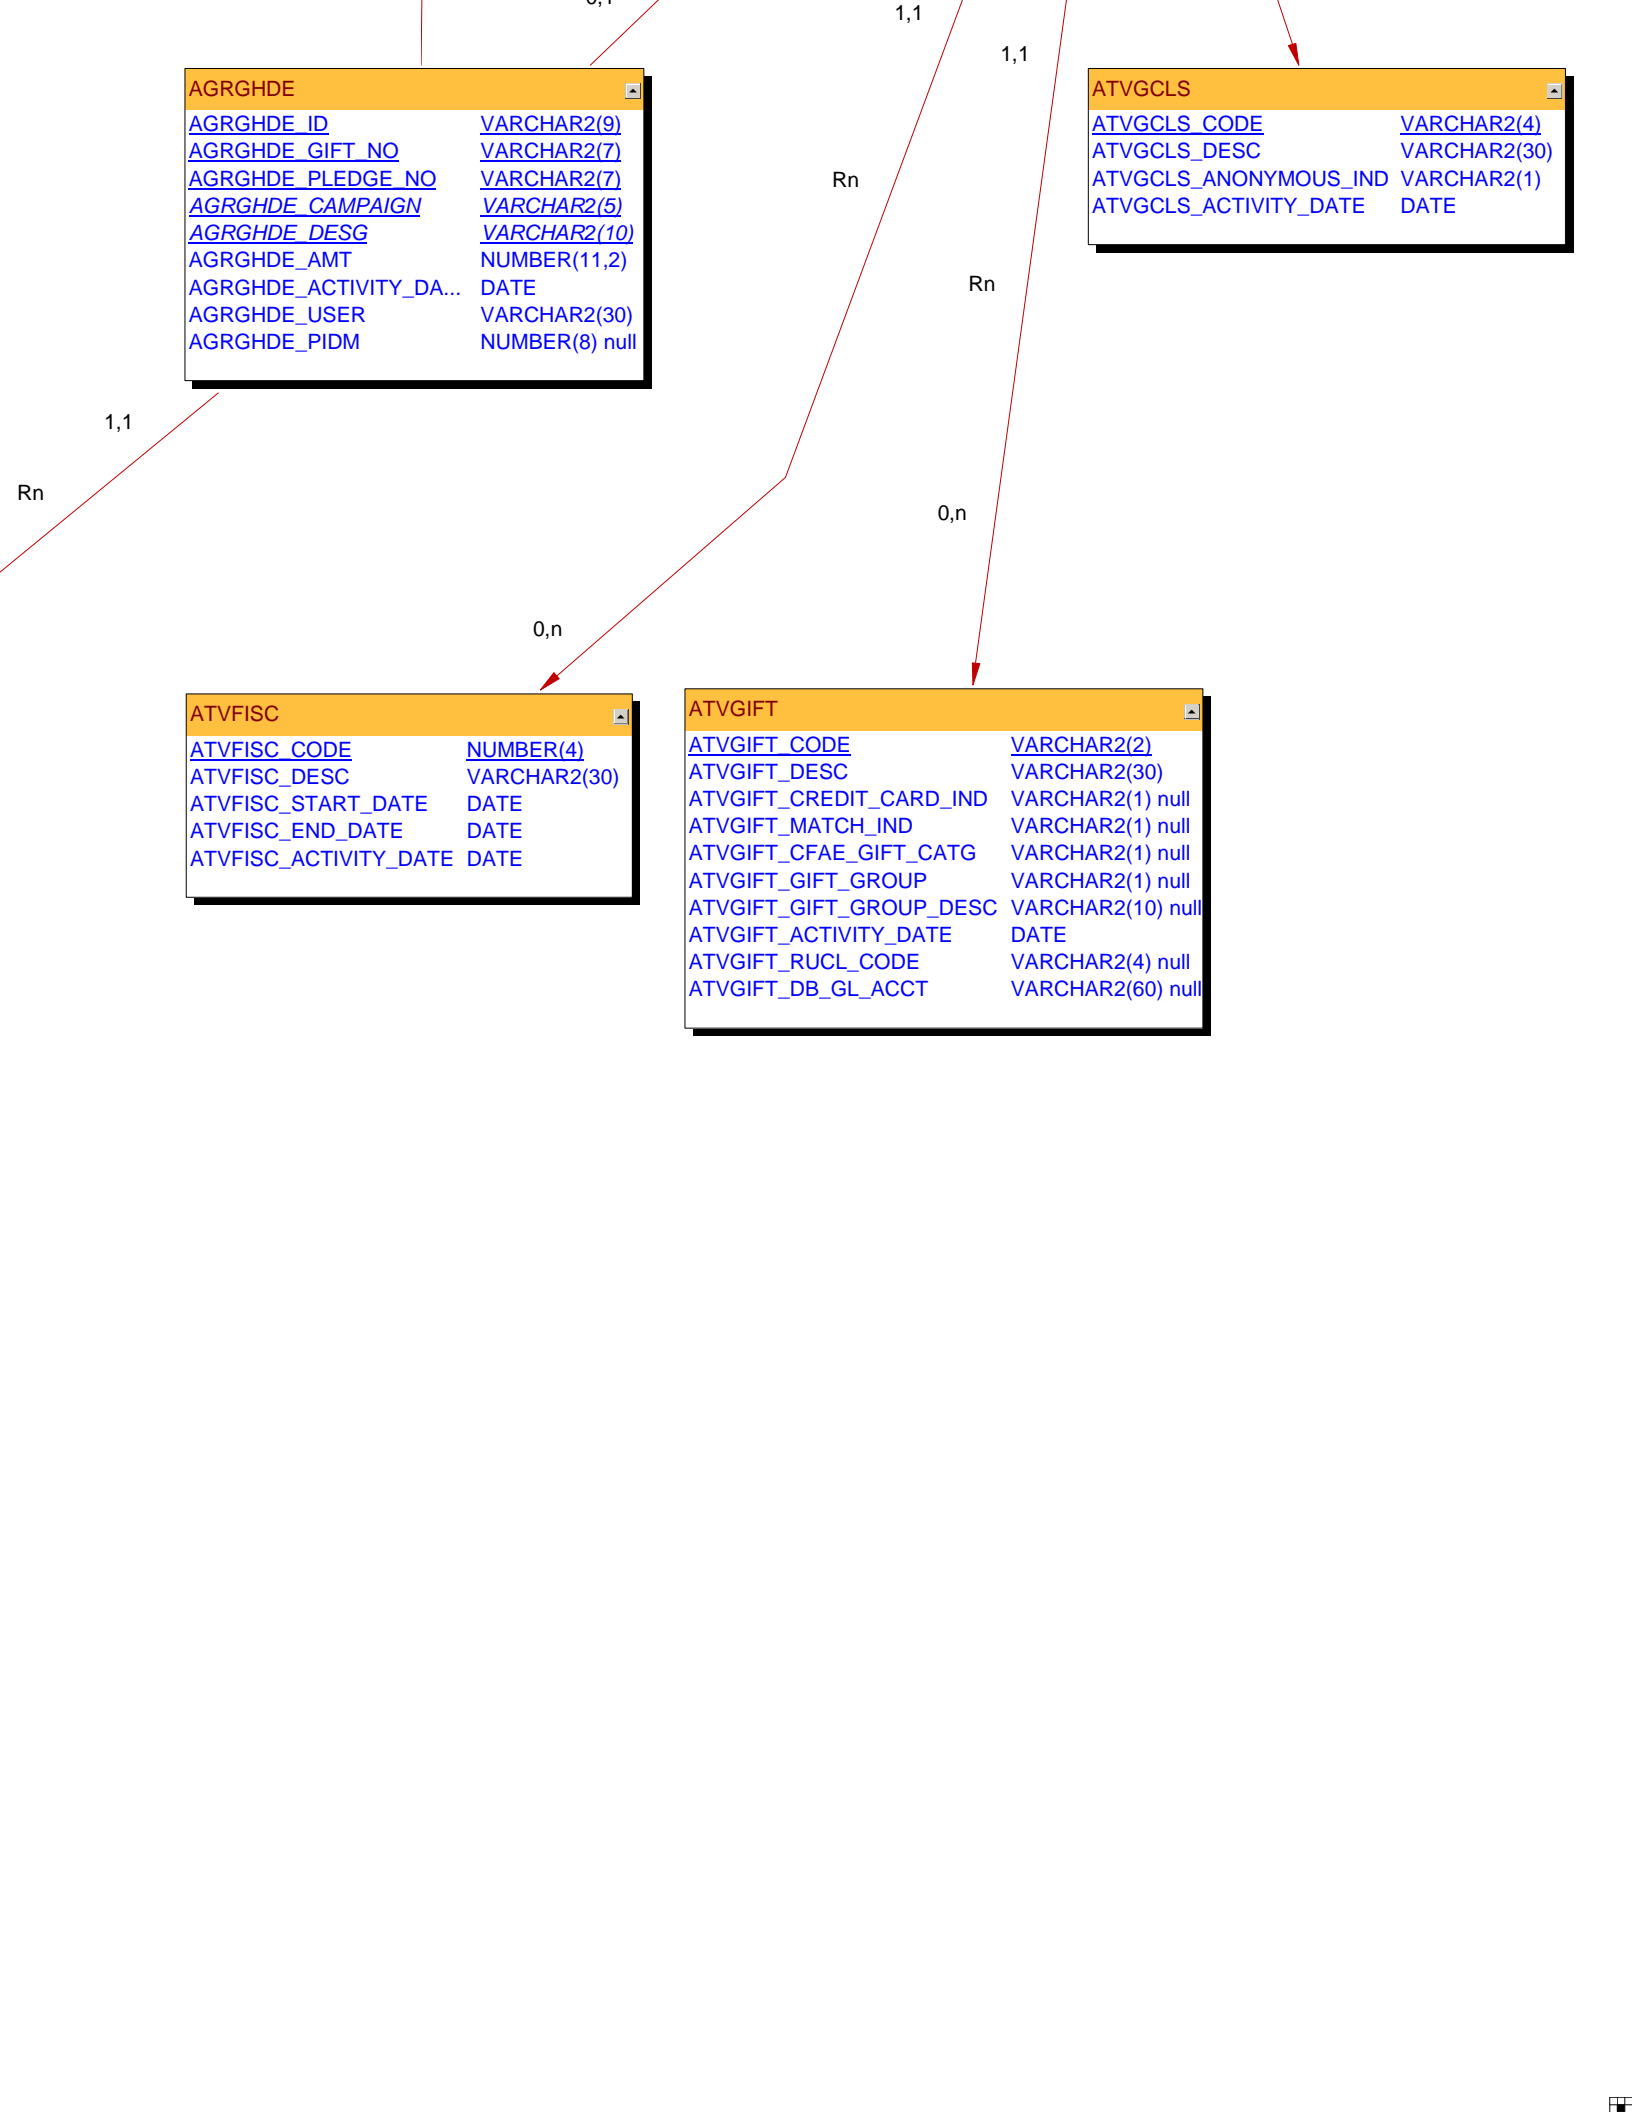 1,1
1,1
AGRGHDE
AGRGHDE_ID VARCHAR2(9)
AGRGHDE_GIFT_NO VARCHAR2(7)
AGRGHDE_PLEDGE_NO VARCHAR2(7)
AGRGHDE_CAMPAIGN VARCHAR2(5)
AGRGHDE_DESG VARCHAR2(10)
AGRGHDE_AMT NUMBER(11,2)
AGRGHDE_ACTIVITY_DA... DATE
AGRGHDE_USER VARCHAR2(30)
AGRGHDE_PIDM NUMBER(8) null
ATVGCLS
ATVGCLS_CODE VARCHAR2(4)
ATVGCLS_DESC VARCHAR2(30)
ATVGCLS_ANONYMOUS_IND VARCHAR2(1)
ATVGCLS_ACTIVITY_DATE DATE
Rn
Rn
1,1
Rn
0,n
0,n
ATVFISC
ATVFISC_CODE NUMBER(4)
ATVFISC_DESC VARCHAR2(30)
ATVFISC_START_DATE DATE
ATVFISC_END_DATE DATE
ATVFISC_ACTIVITY_DATE DATE
ATVGIFT
ATVGIFT_CODE VARCHAR2(2)
ATVGIFT_DESC VARCHAR2(30)
ATVGIFT_CREDIT_CARD_IND VARCHAR2(1) null
ATVGIFT_MATCH_IND VARCHAR2(1) null
ATVGIFT_CFAE_GIFT_CATG VARCHAR2(1) null
ATVGIFT_GIFT_GROUP VARCHAR2(1) null
ATVGIFT_GIFT_GROUP_DESC VARCHAR2(10) null
ATVGIFT_ACTIVITY_DATE DATE
ATVGIFT_RUCL_CODE VARCHAR2(4) null
ATVGIFT_DB_GL_ACCT VARCHAR2(60) null